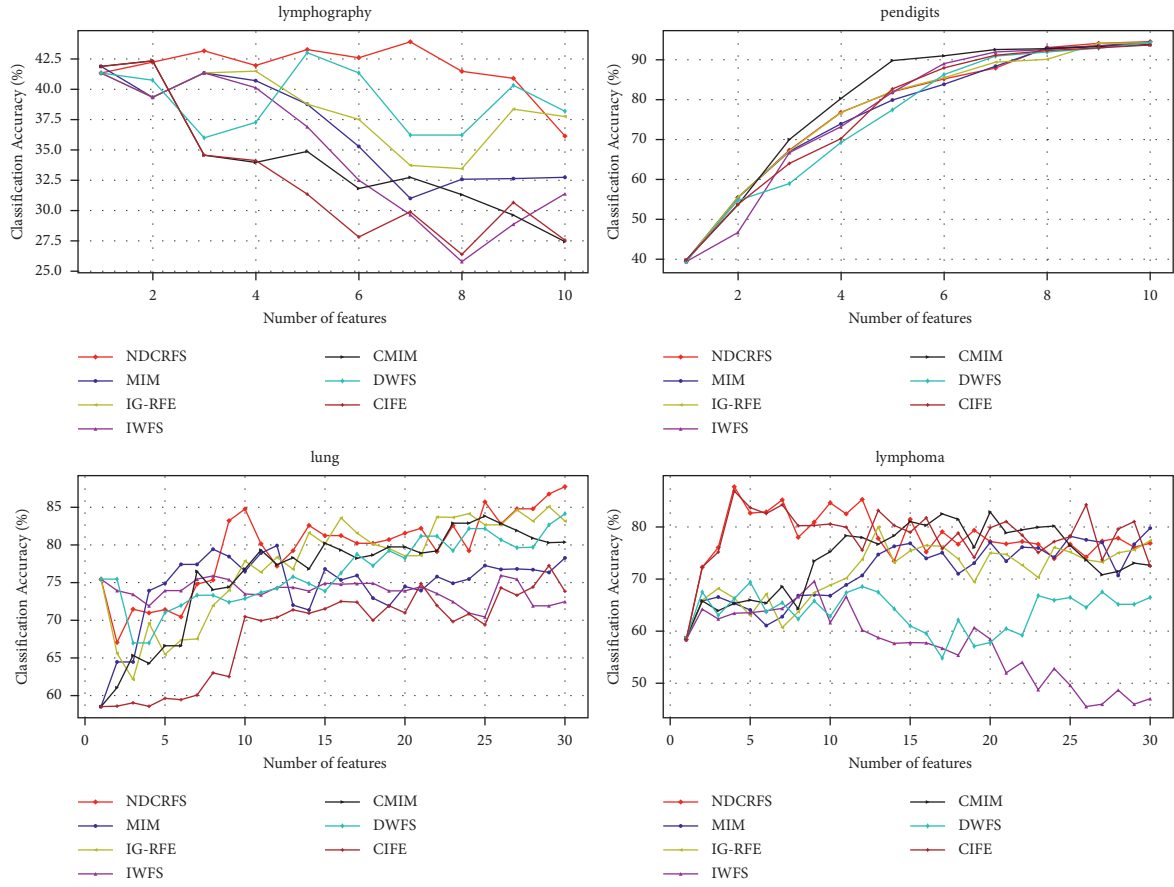 lymphography
Classification Accuracy (%)
42.5
40.0
37.5
35.0
32.5
30.0
27.5
25.0
2 4 6 8 10
Number of features
NDCRFS CMIM
MIM DWFS
IG-RFE CIFE
IWFS
pendigits
Classification Accuracy (%)
90
80
70
60
50
40
2 4 6 8 10
Number of features
NDCRFS CMIM
MIM DWFS
IG-RFE CIFE
IWFS
lung
Classification Accuracy (%)
85
80
75
70
65
60
0 5 10 15 20 25 30
Number of features
NDCRFS CMIM
MIM DWFS
IG-RFE CIFE
IWFS
lymphoma
Classification Accuracy (%)
80
70
60
50
0 5 10 15 20 25 30
Number of features
NDCRFS CMIM
MIM DWFS
IG-RFE CIFE
IWFS